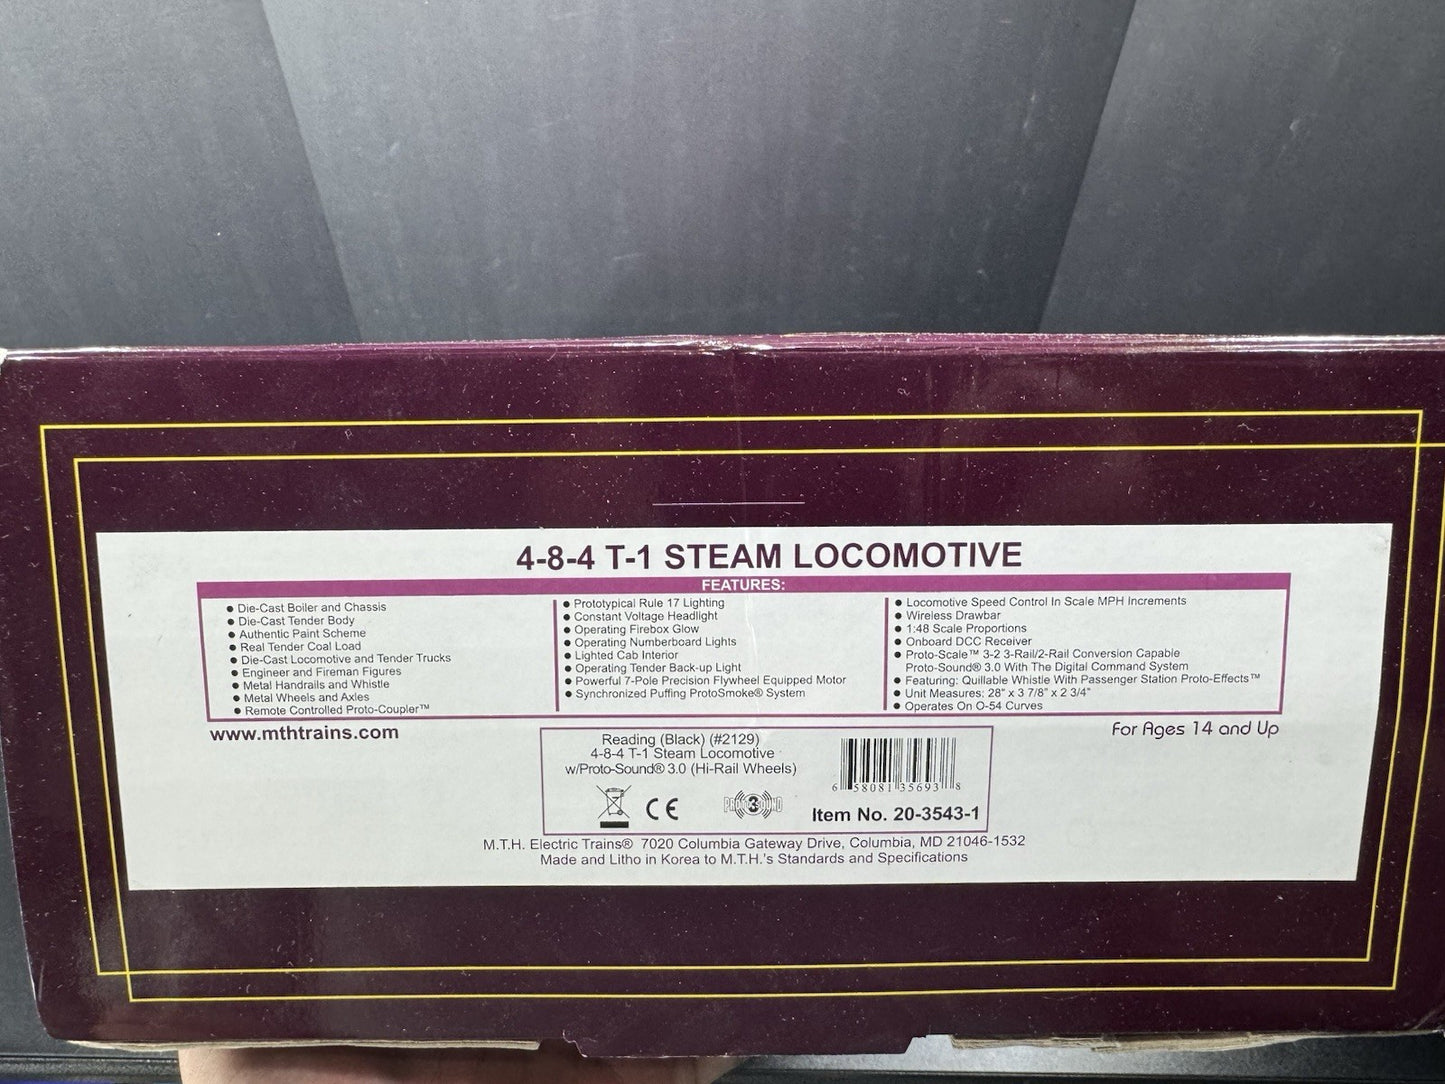 4-8-4 T-1 STEAM LOCOMOTIVE
FEATURES:
● Die-Cast Boiler and Chassis
● Die-Cast Tender Body
● Authentic Paint Scheme
● Real Tender Coal Load
● Die-Cast Locomotive and Tender Trucks
● Engineer and Fireman Figures
● Metal Handrails and Whistle
● Metal Wheels and Axles
● Remote Controlled Proto-Coupler™
● Prototypical Rule 17 Lighting
● Constant Voltage Headlight
● Operating Firebox Glow
● Operating Numberboard Lights
● Lighted Cab Interior
● Operating Tender Back-up Light
● Powerful 7-Pole Precision Flywheel Equipped Motor
● Synchronized Puffing ProtoSmoke® System
● Locomotive Speed Control In Scale MPH Increments
● Wireless Drawbar
● 1:48 Scale Proportions
● Onboard DCC Receiver
● Proto-Scale™ 3-2 3-Rail/2-Rail Conversion Capable
Proto-Sound® 3.0 With The Digital Command System
● Featuring: Quillable Whistle With Passenger Station Proto-Effects™
● Unit Measures: 28" x 3 7/8" x 2 3/4"
● Operates On O-54 Curves
www.mthtrains.com
For Ages 14 and Up
Reading (Black) (#2129)
4-8-4 T-1 Steam Locomotive
w/Proto-Sound® 3.0 (Hi-Rail Wheels)
6 58081 35693 8
CE
PROTO 3 SOUND
Item No. 20-3543-1
M.T.H. Electric Trains® 7020 Columbia Gateway Drive, Columbia, MD 21046-1532
Made and Litho in Korea to M.T.H.'s Standards and Specifications